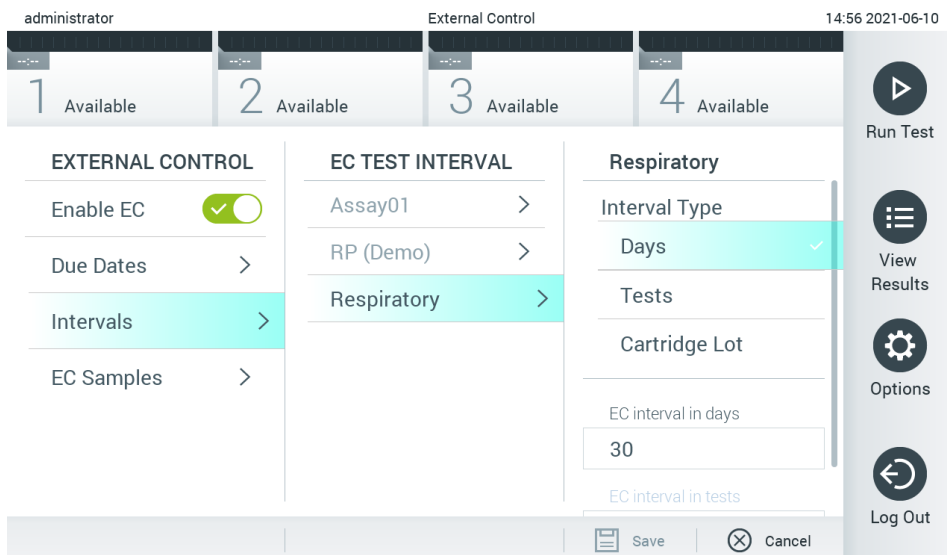 administrator
External Control
14:56 2021-06-10
--:--
1 Available
--:--
2 Available
--:--
3 Available
--:--
4 Available
EXTERNAL CONTROL
Enable EC
Due Dates
Intervals
EC Samples
EC TEST INTERVAL
Assay01
RP (Demo)
Respiratory
Respiratory
Interval Type
Days
Tests
Cartridge Lot
EC interval in days
30
EC interval in tests
Save
Cancel
Run Test
View
Results
Options
Log Out